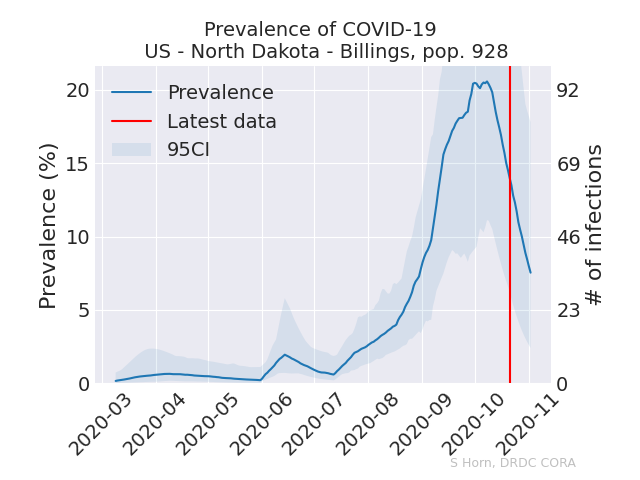 Prevalence of COVID-19
US - North Dakota - Billings, pop. 928
Prevalence
Latest data
95CI
Prevalence (%)
20
15
10
5
0
92
69
46
23
0
# of infections
2020-03
2020-04
2020-05
2020-06
2020-07
2020-08
2020-09
2020-10
2020-11
S Horn, DRDC CORA